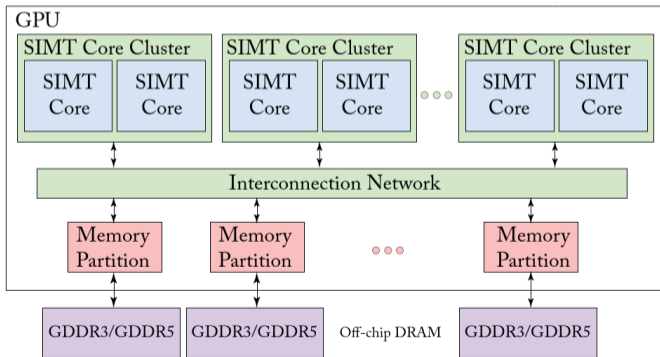 GPU
SIMT Core Cluster
SIMT Core
SIMT Core
SIMT Core Cluster
SIMT Core
SIMT Core
SIMT Core Cluster
SIMT Core
SIMT Core
Interconnection Network
Memory Partition
Memory Partition
Memory Partition
GDDR3/GDDR5
GDDR3/GDDR5
Off-chip DRAM
GDDR3/GDDR5